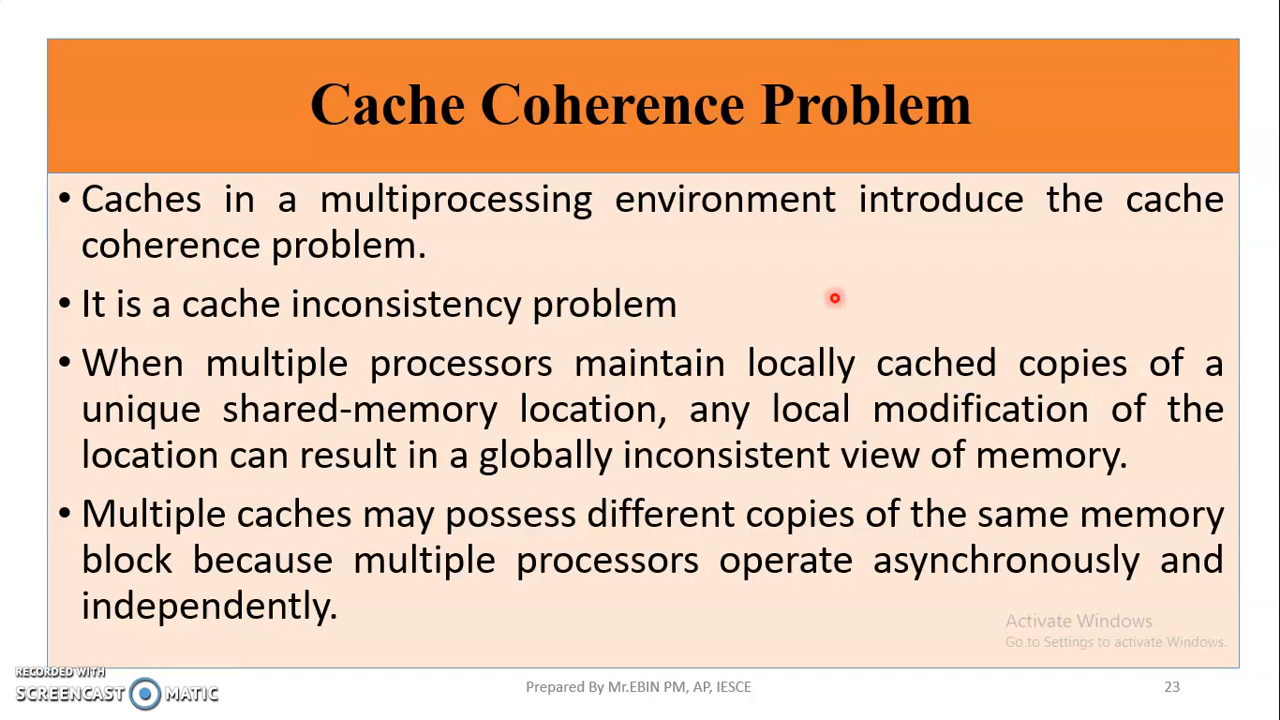 Cache Coherence Problem
• Caches in a multiprocessing environment introduce the cache
coherence problem.
• It is a cache inconsistency problem
• When multiple processors maintain locally cached copies of a
unique shared-memory location, any local modification of the
location can result in a globally inconsistent view of memory.
• Multiple caches may possess different copies of the same memory
block because multiple processors operate asynchronously and
independently.
Activate Windows
Go to Settings to activate Windows.
RECORDED WITH
SCREENCAST MATIC
Prepared By Mr.EBIN PM, AP, IESCE
23